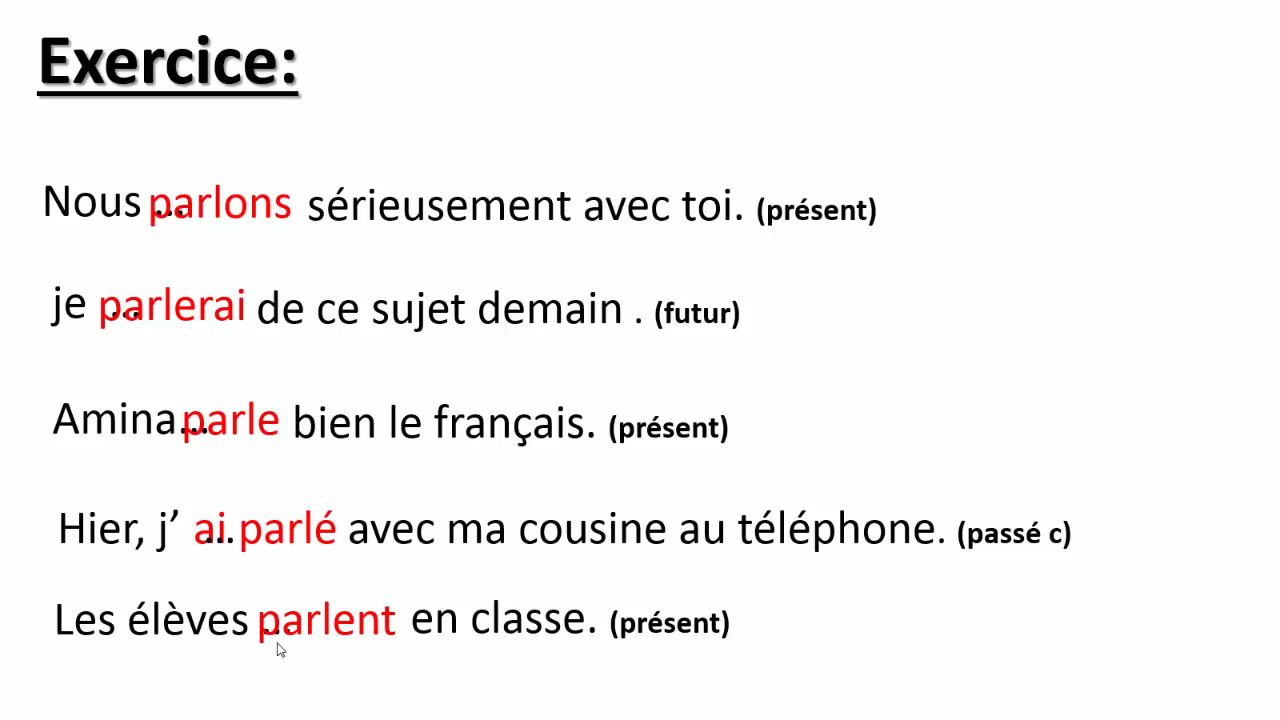 Exercice:
Nous ... parlons sérieusement avec toi. (présent)
je ... parlerai de ce sujet demain . (futur)
Amina... parle bien le français. (présent)
Hier, j’ ... ai parlé avec ma cousine au téléphone. (passé c)
Les élèves ... parlent en classe. (présent)